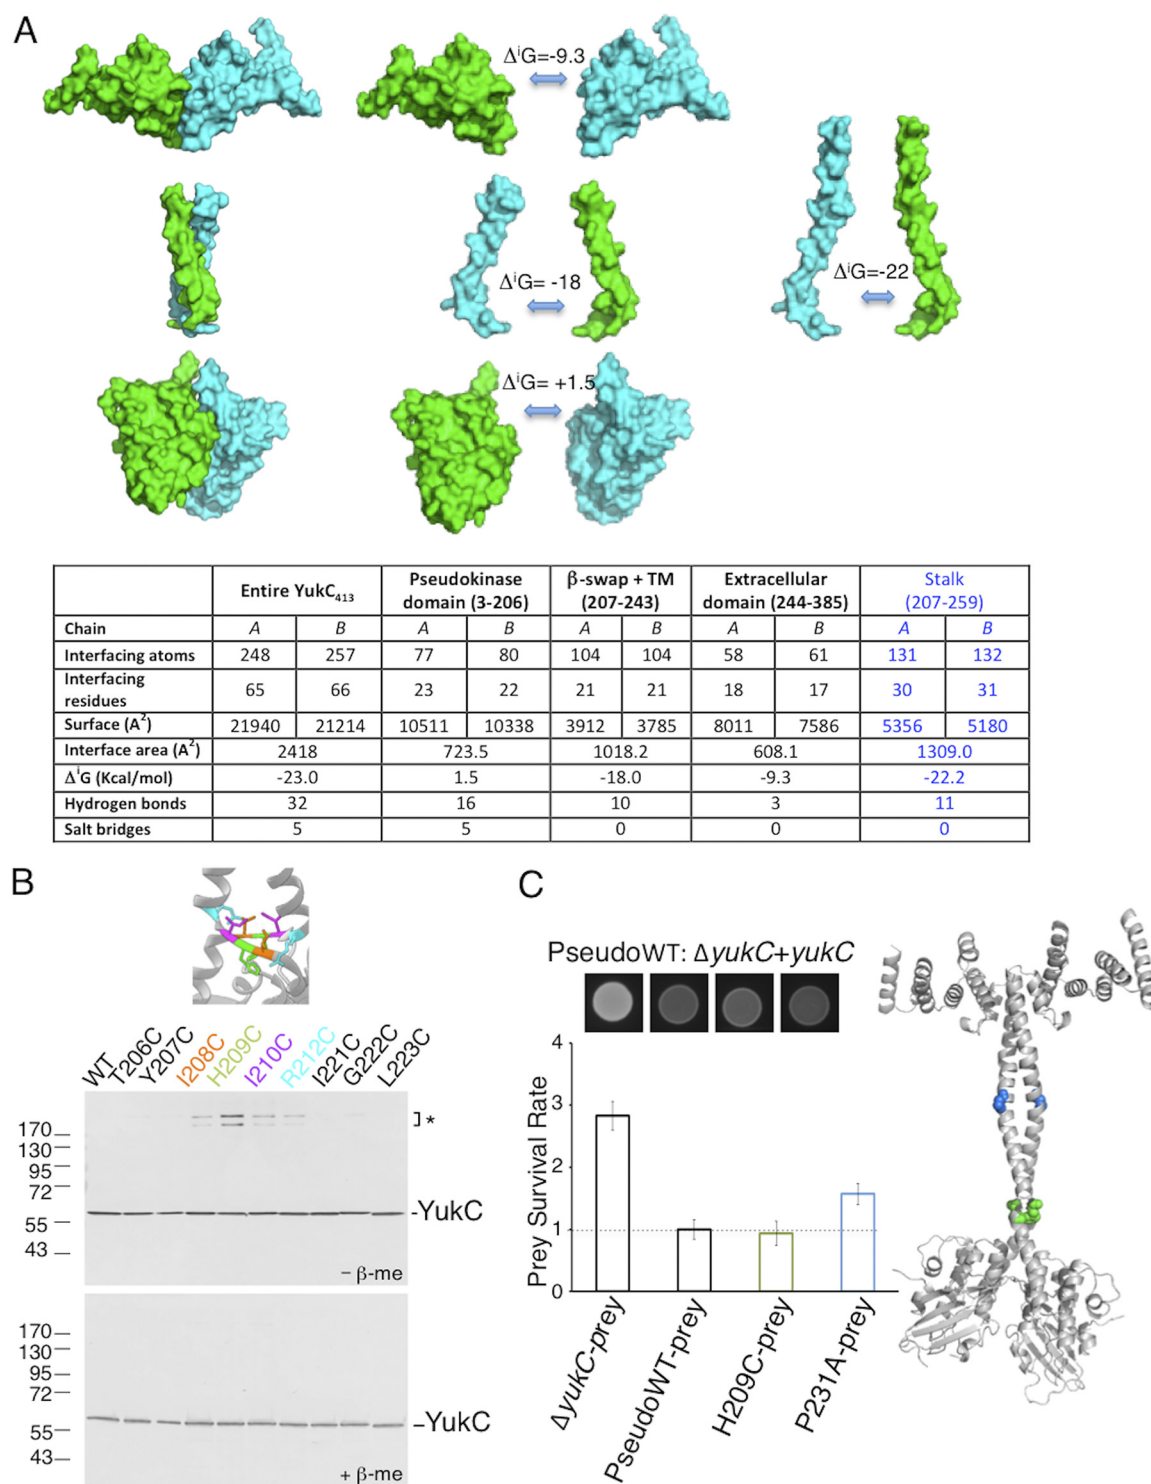 A
ΔⁱG=-9.3
ΔⁱG= -18
ΔⁱG=-22
ΔⁱG= +1.5
Entire YukC₄₁₃
Pseudokinase domain (3-206)
β-swap + TM (207-243)
Extracellular domain (244-385)
Stalk (207-259)
Chain A B A B A B A B A B
Interfacing atoms 248 257 77 80 104 104 58 61 131 132
Interfacing residues 65 66 23 22 21 21 18 17 30 31
Surface (A²) 21940 21214 10511 10338 3912 3785 8011 7586 5356 5180
Interface area (A²) 2418 723.5 1018.2 608.1 1309.0
ΔⁱG (Kcal/mol) -23.0 1.5 -18.0 -9.3 -22.2
Hydrogen bonds 32 16 10 3 11
Salt bridges 5 5 0 0 0
B
WT T206C Y207C I208C H209C I210C R212C I221C G222C L223C
170
130
95
72
55
43
*
-YukC
– β-me
170
130
95
72
55
43
–YukC
+ β-me
C
PseudoWT: ΔyukC+yukC
Prey Survival Rate
4
3
2
1
0
ΔyukC-prey
PseudoWT-prey
H209C-prey
P231A-prey